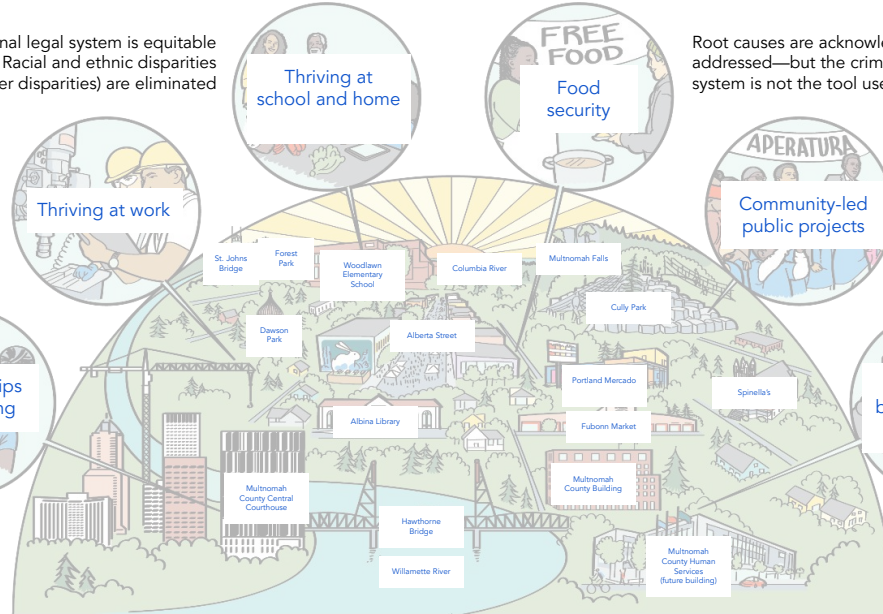 nal legal system is equitable
Racial and ethnic disparities
er disparities) are eliminated
Thriving at
school and home
FREE
FOOD
Food
security
Root causes are acknowle
addressed—but the crim
system is not the tool use
APERATURA
Thriving at work
Community-led
public projects
St. Johns
Bridge
Forest
Park
Woodlawn
Elementary
School
Columbia River
Multnomah Falls
Cully Park
Dawson
Park
Alberta Street
Portland Mercado
Spinella's
ips
ng
b
Albina Library
Fubonn Market
Multnomah
County Central
Courthouse
Multnomah
County Building
Hawthorne
Bridge
Multnomah
County Human
Services
(future building)
Willamette River